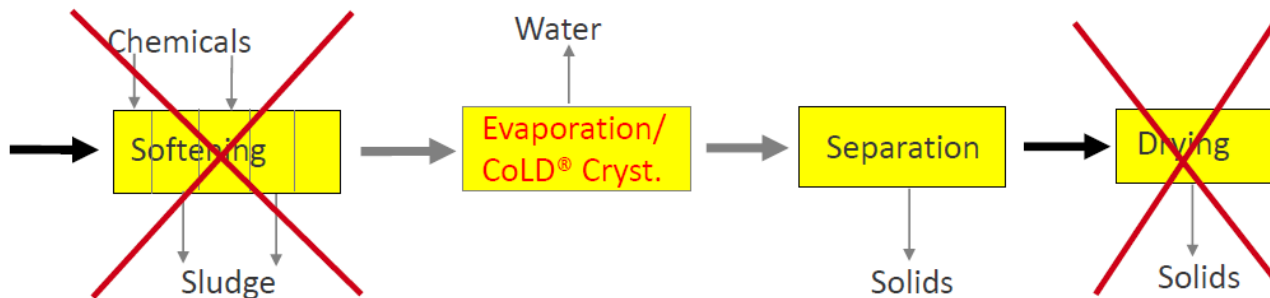 Chemicals
Softening
Sludge
Water
Evaporation/
CoLD® Cryst.
Separation
Solids
Drying
Solids